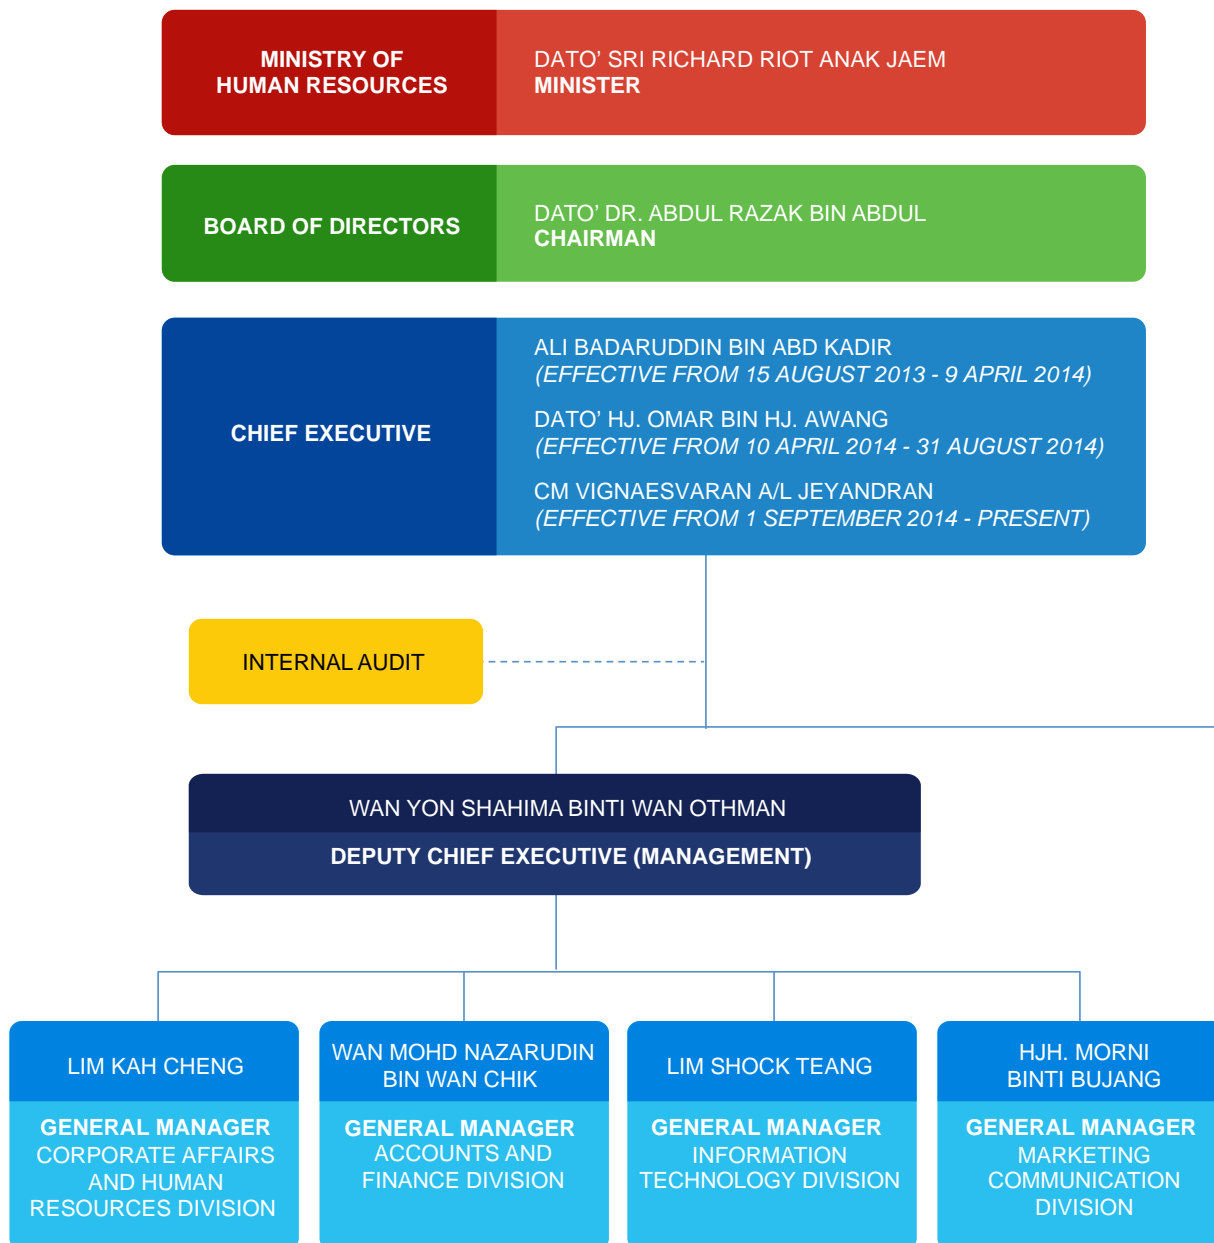 MINISTRY OF
HUMAN RESOURCES
DATO' SRI RICHARD RIOT ANAK JAEM
MINISTER
BOARD OF DIRECTORS
DATO' DR. ABDUL RAZAK BIN ABDUL
CHAIRMAN
CHIEF EXECUTIVE
ALI BADARUDDIN BIN ABD KADIR
(EFFECTIVE FROM 15 AUGUST 2013 - 9 APRIL 2014)
DATO' HJ. OMAR BIN HJ. AWANG
(EFFECTIVE FROM 10 APRIL 2014 - 31 AUGUST 2014)
CM VIGNAESVARAN A/L JEYANDRAN
(EFFECTIVE FROM 1 SEPTEMBER 2014 - PRESENT)
INTERNAL AUDIT
WAN YON SHAHIMA BINTI WAN OTHMAN
DEPUTY CHIEF EXECUTIVE (MANAGEMENT)
LIM KAH CHENG
GENERAL MANAGER
CORPORATE AFFAIRS
AND HUMAN
RESOURCES DIVISION
WAN MOHD NAZARUDIN
BIN WAN CHIK
GENERAL MANAGER
ACCOUNTS AND
FINANCE DIVISION
LIM SHOCK TEANG
GENERAL MANAGER
INFORMATION
TECHNOLOGY DIVISION
HJH. MORNI
BINTI BUJANG
GENERAL MANAGER
MARKETING
COMMUNICATION
DIVISION